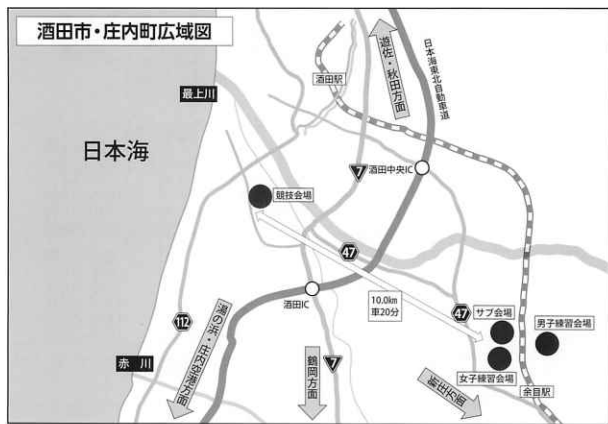 酒田市・庄内町広域図
遊佐・秋田方面
日本海東北自動車道
酒田駅
最上川
日本海
7
酒田中央IC
競技会場
47
酒田IC
10.0km
車20分
47
サブ会場
男子練習会場
112
湯の浜・庄内空港方面
赤川
鶴岡方面
7
新庄方面
女子練習会場
余目駅